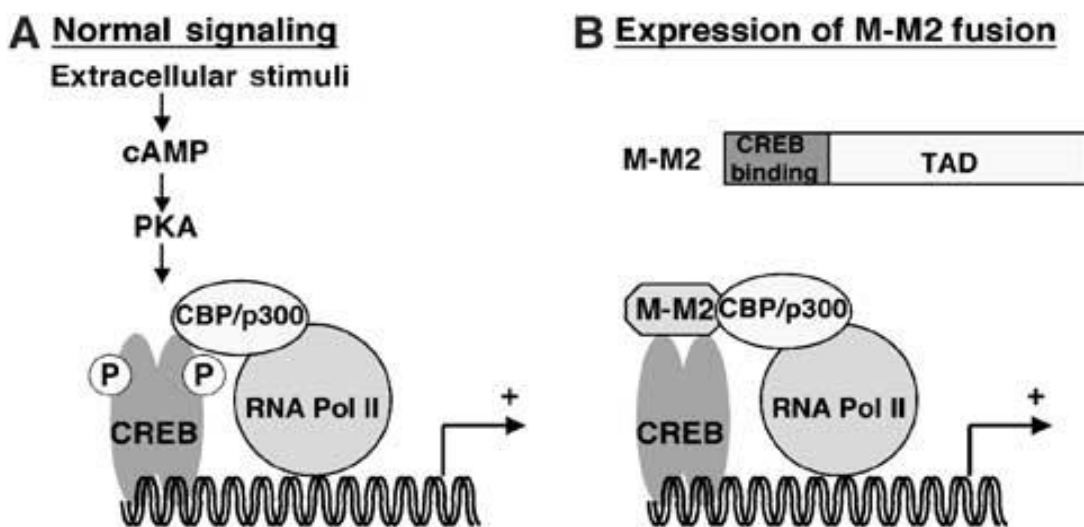 A Normal signaling
Extracellular stimuli
cAMP
PKA
CBP/p300
P
P
RNA Pol II
CREB
+
B Expression of M-M2 fusion
M-M2
CREB
binding
TAD
M-M2
CBP/p300
RNA Pol II
CREB
+